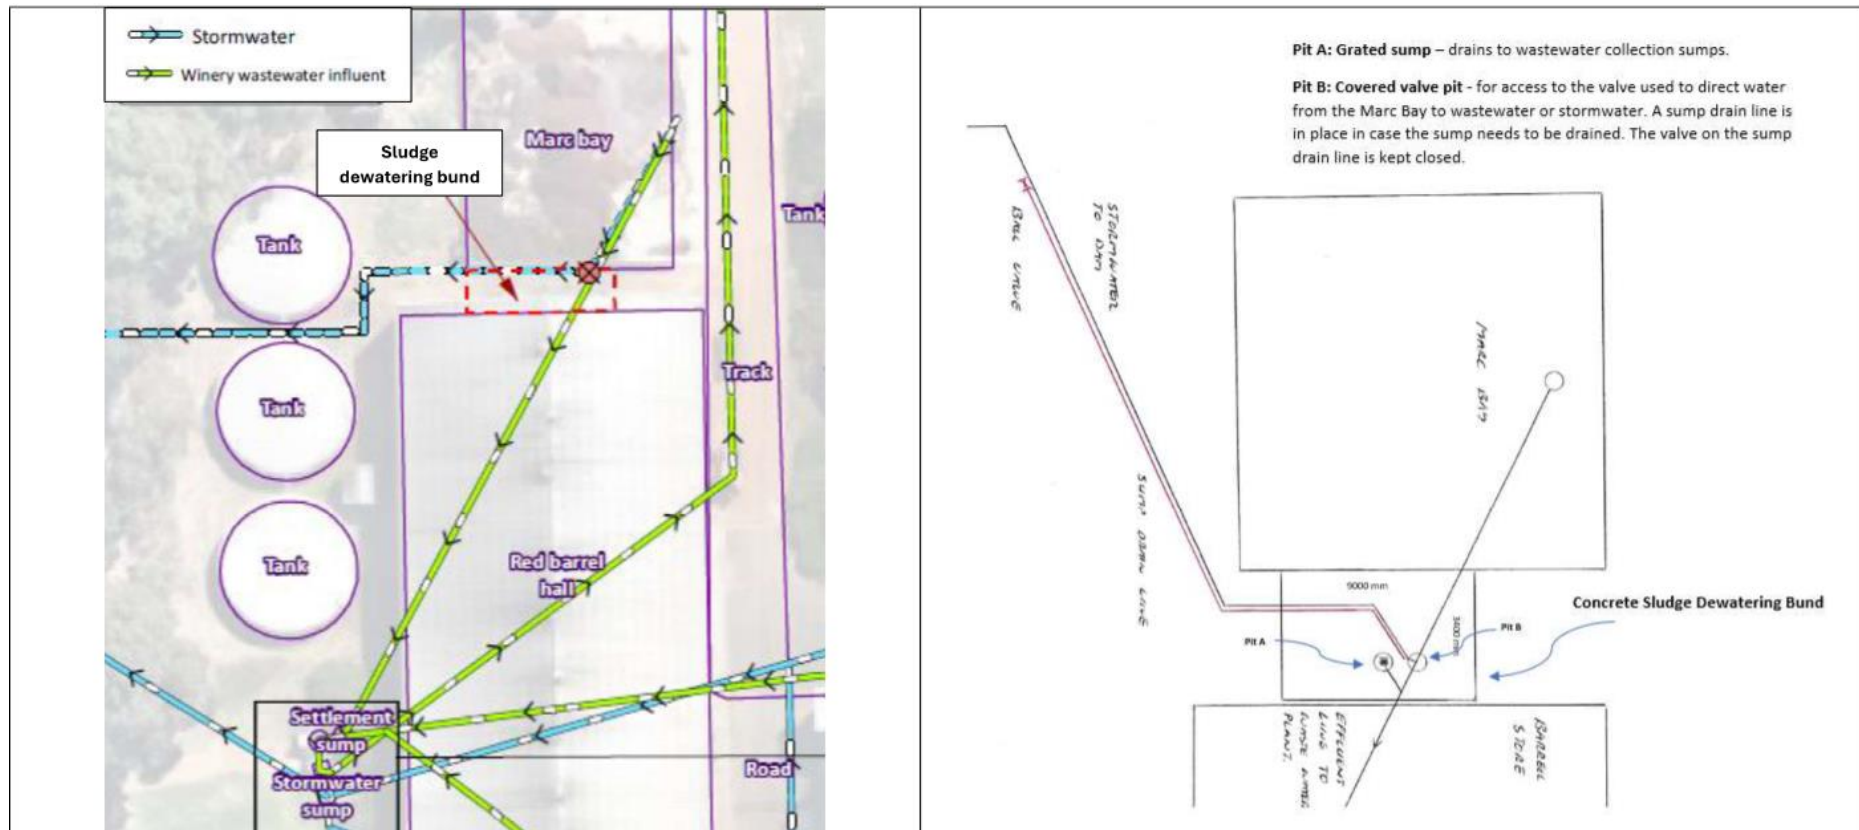 Stormwater
Winery wastewater influent
Marc bay
Sludge
dewatering bund
Tank
Tank
Tank
Tank
Track
Red barrel
hall
Settlement
sump
Stormwater
sump
Road
Pit A: Grated sump – drains to wastewater collection sumps.
Pit B: Covered valve pit - for access to the valve used to direct water
from the Marc Bay to wastewater or stormwater. A sump drain line is
in place in case the sump needs to be drained. The valve on the sump
drain line is kept closed.
STORMWATER
TO DAM
BALL VALVE
MARC BAY
SUMP DRAIN LINE
9000 mm
3400 mm
Concrete Sludge Dewatering Bund
Pit A
Pit B
EFFLUENT
LINE TO
WASTE WATER
PLANT.
BARRELL
STORE